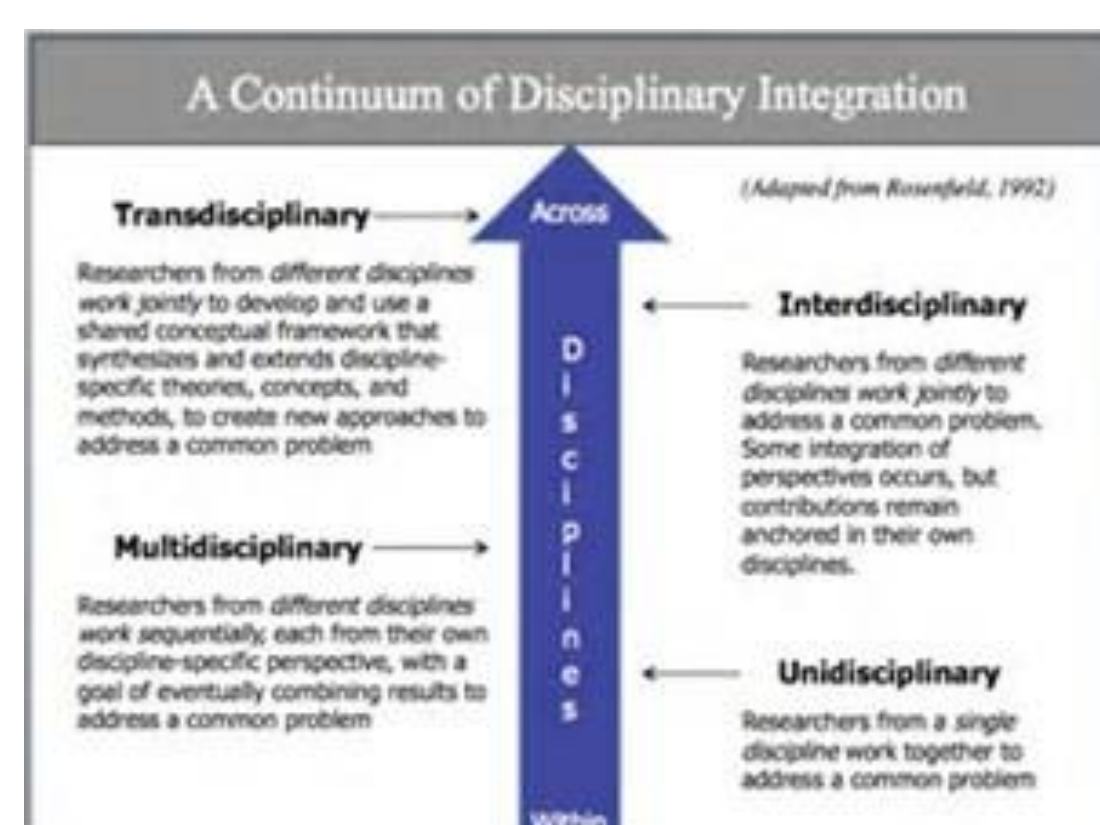 A Continuum of Disciplinary Integration
(Adapted from Rosenfield, 1992)
Transdisciplinary
Researchers from different disciplines
work jointly to develop and use a
shared conceptual framework that
synthesizes and extends discipline-
specific theories, concepts, and
methods, to create new approaches to
address a common problem
Across
Disciplines
Within
Interdisciplinary
Researchers from different
disciplines work jointly to
address a common problem.
Some integration of
perspectives occurs, but
contributions remain
anchored in their own
disciplines.
Multidisciplinary
Researchers from different disciplines
work sequentially, each from their own
discipline-specific perspective, with a
goal of eventually combining results to
address a common problem
Unidisciplinary
Researchers from a single
discipline work together to
address a common problem